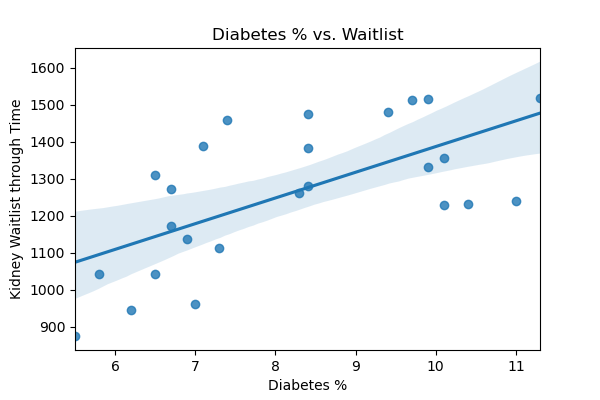 Diabetes % vs. Waitlist
1600
1500
1400
1300
1200
1100
1000
900
Kidney Waitlist through Time
6 7 8 9 10 11
Diabetes %